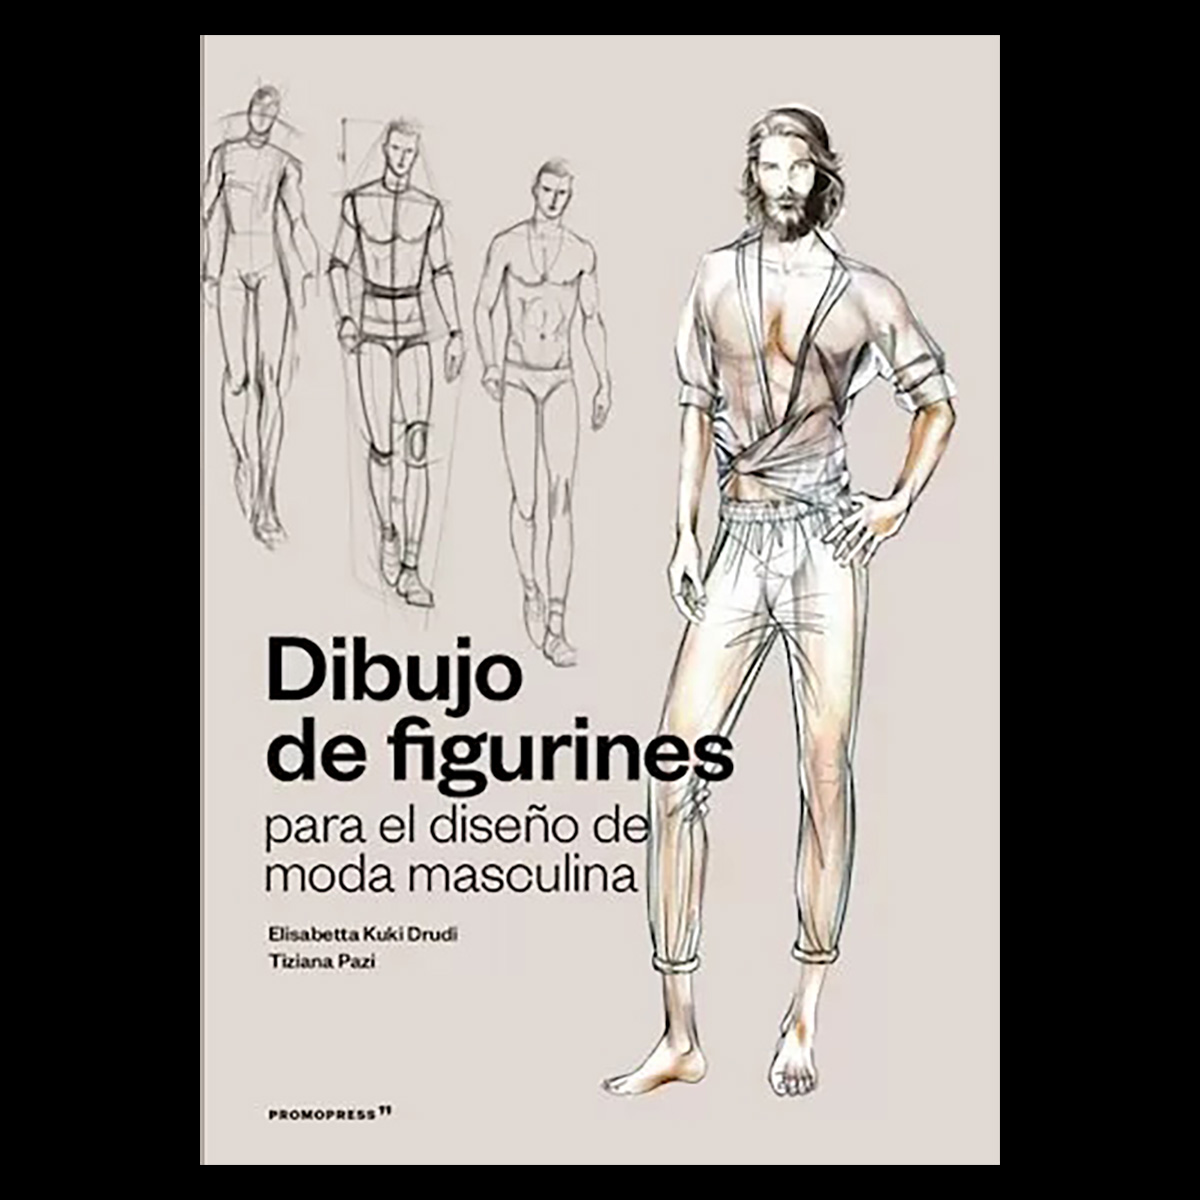 Dibujo
de figurines
para el diseño de
moda masculina
Elisabetta Kuki Drudi
Tiziana Pazi
PROMOPRESS